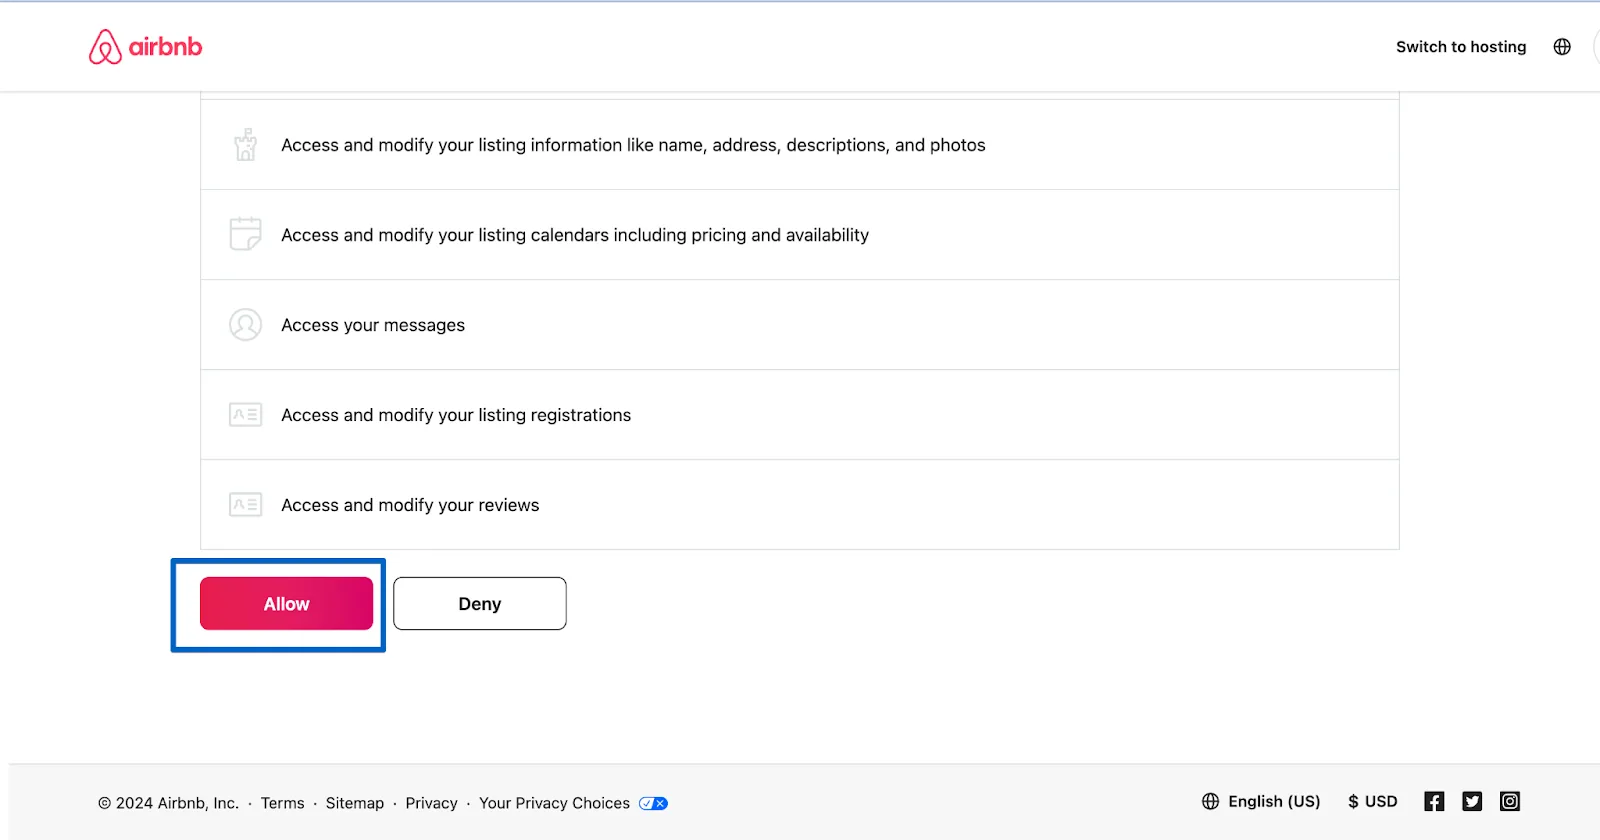 airbnb
Switch to hosting
Access and modify your listing information like name, address, descriptions, and photos
Access and modify your listing calendars including pricing and availability
Access your messages
Access and modify your listing registrations
Access and modify your reviews
Allow Deny
© 2024 Airbnb, Inc. · Terms · Sitemap · Privacy · Your Privacy Choices English (US) $ USD